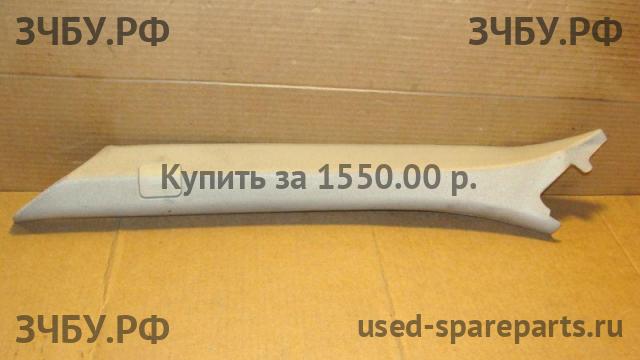 ЗЧБУ.РФ ЗЧБУ.РФ
Купить за 1550.00 р.
ЗЧБУ.РФ used-spareparts.ru